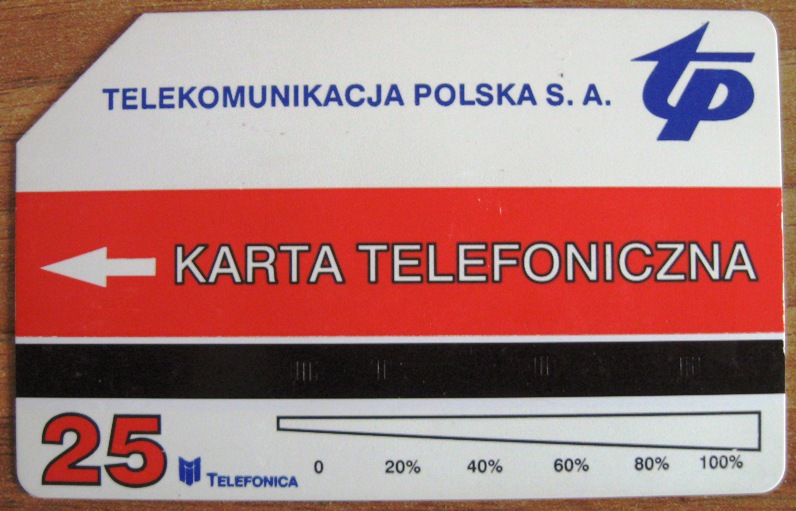 TELEKOMUNIKACJA POLSKA S. A.
tp
KARTA TELEFONICZNA
25
TELEFONICA
0 20% 40% 60% 80% 100%